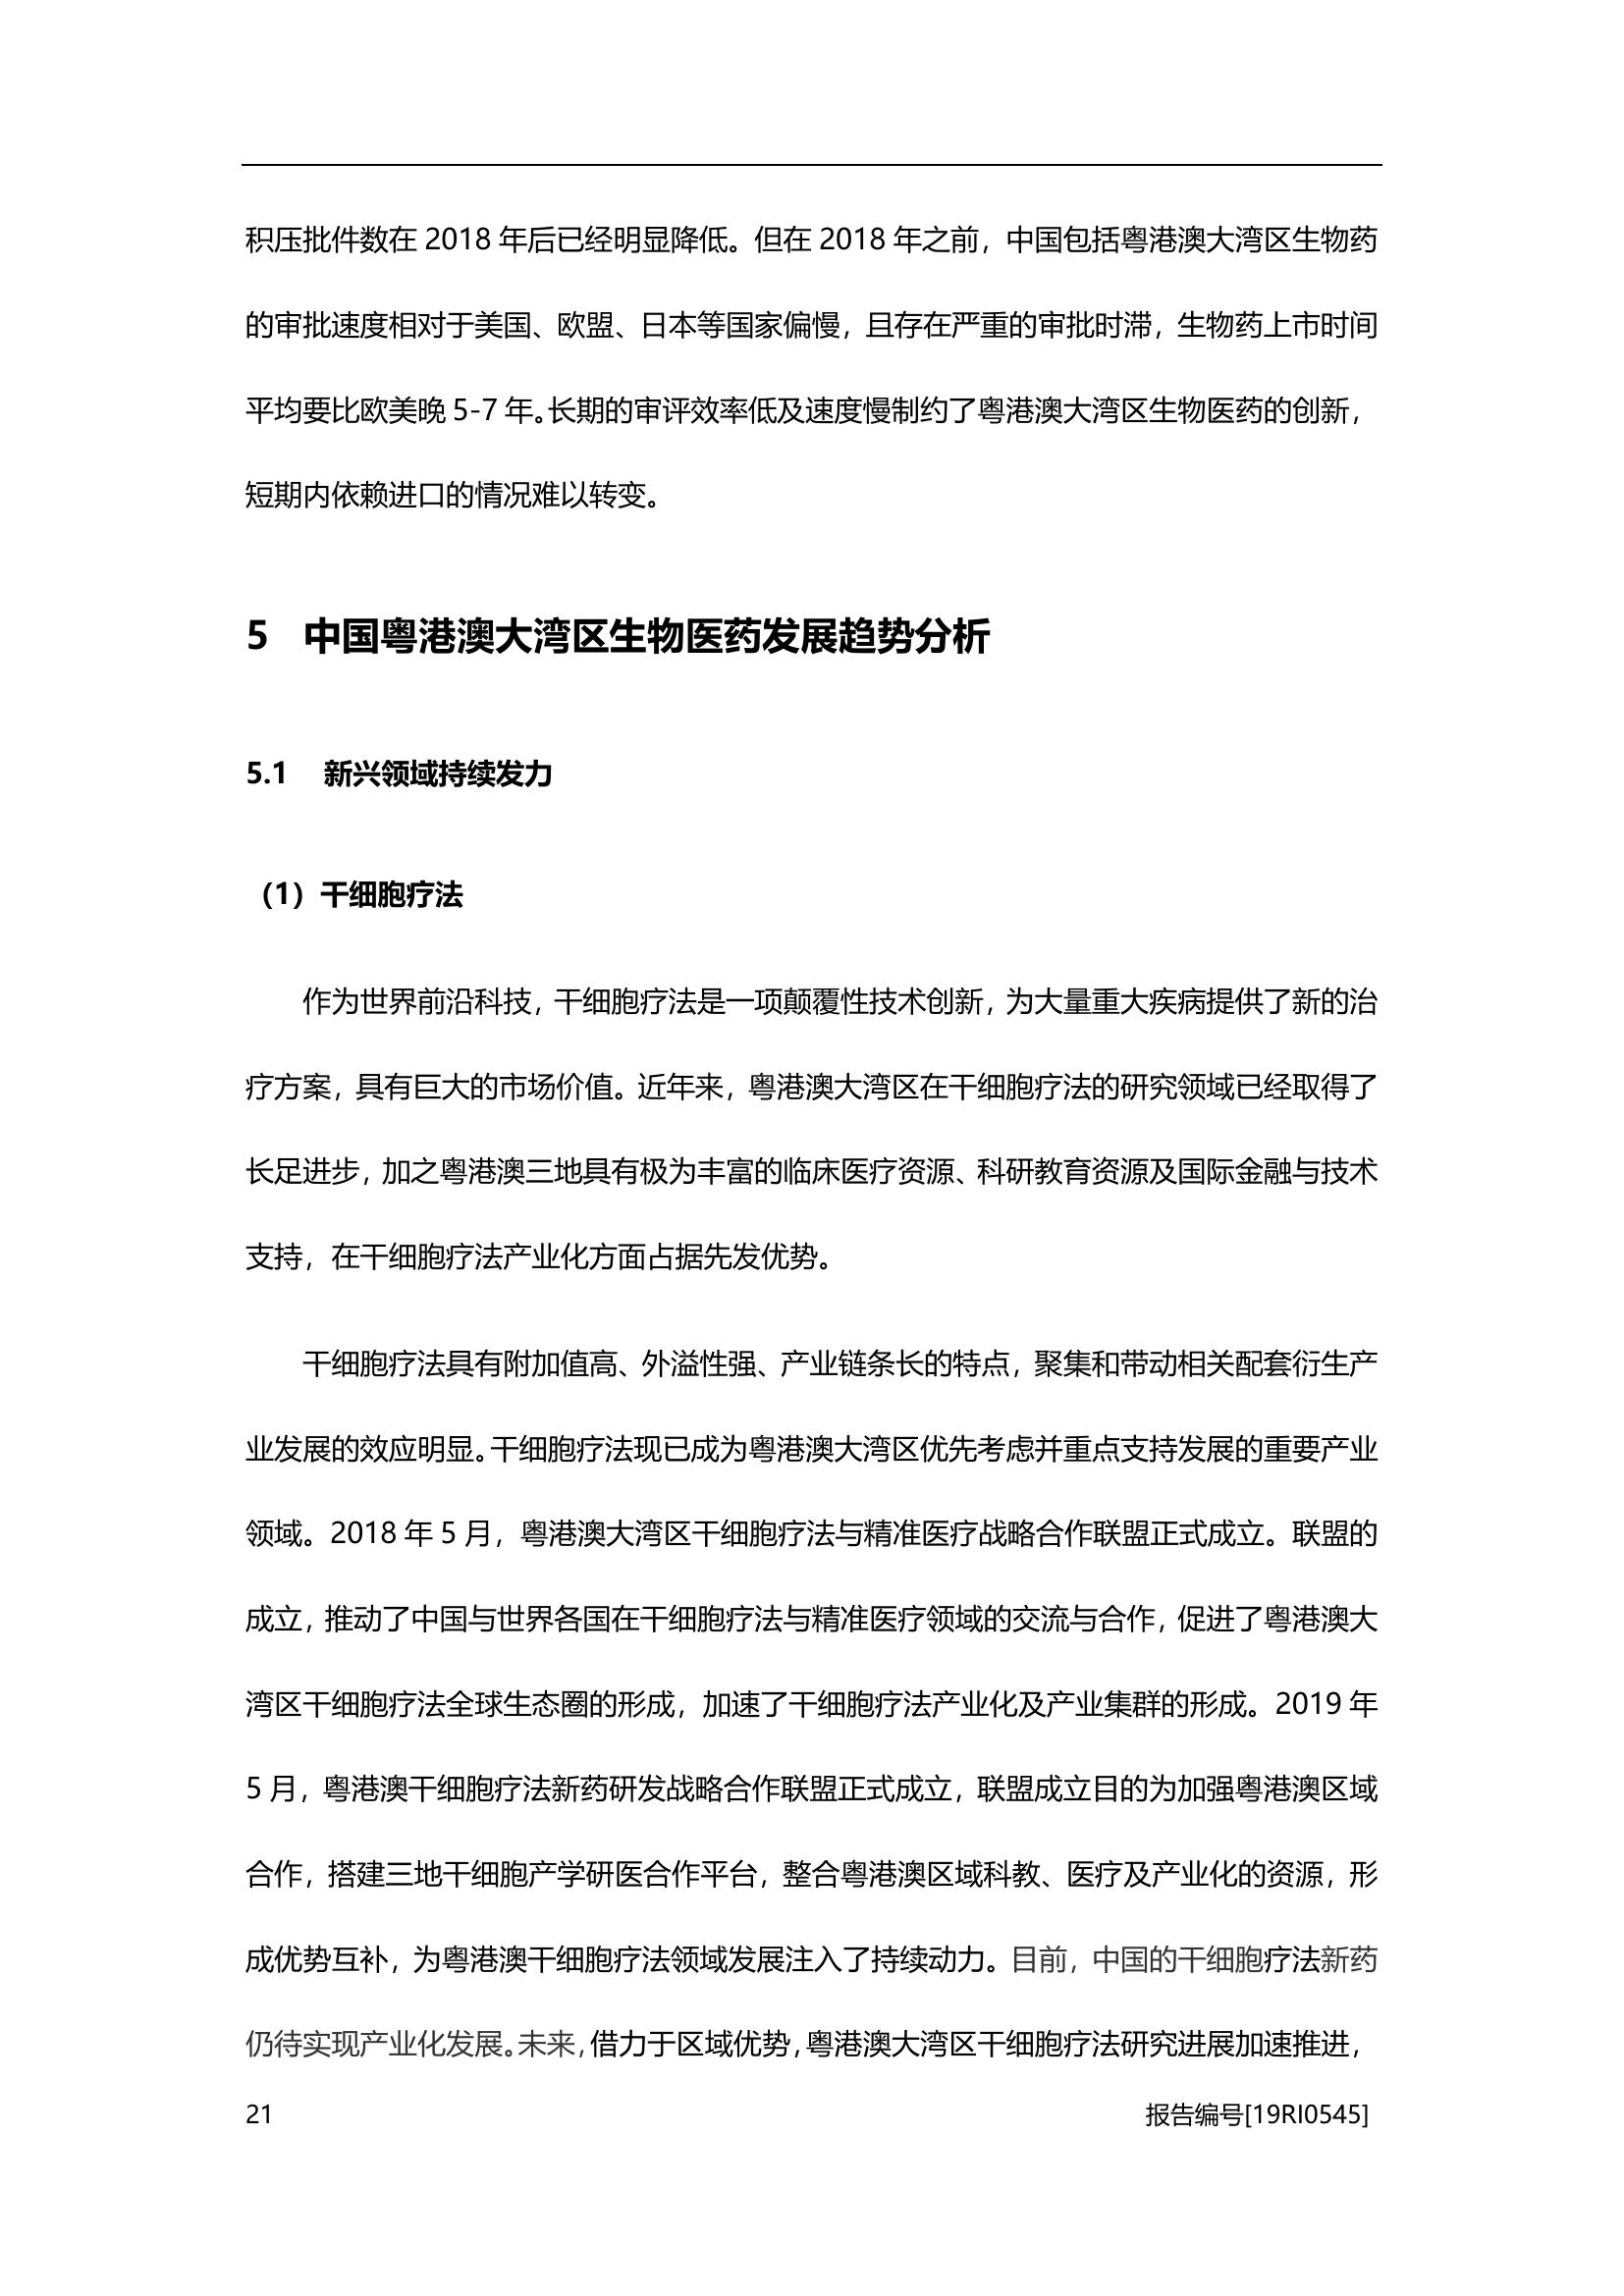 积压批件数在 2018 年后已经明显降低。但在 2018 年之前，中国包括粤港澳大湾区生物药
的审批速度相对于美国、欧盟、日本等国家偏慢，且存在严重的审批时滞，生物药上市时间
平均要比欧美晚 5-7 年。长期的审评效率低及速度慢制约了粤港澳大湾区生物医药的创新，
短期内依赖进口的情况难以转变。
5 中国粤港澳大湾区生物医药发展趋势分析
5.1 新兴领域持续发力
（1）干细胞疗法
作为世界前沿科技，干细胞疗法是一项颠覆性技术创新，为大量重大疾病提供了新的治
疗方案，具有巨大的市场价值。近年来，粤港澳大湾区在干细胞疗法的研究领域已经取得了
长足进步，加之粤港澳三地具有极为丰富的临床医疗资源、科研教育资源及国际金融与技术
支持，在干细胞疗法产业化方面占据先发优势。
干细胞疗法具有附加值高、外溢性强、产业链条长的特点，聚集和带动相关配套衍生产
业发展的效应明显。干细胞疗法现已成为粤港澳大湾区优先考虑并重点支持发展的重要产业
领域。2018 年 5 月，粤港澳大湾区干细胞疗法与精准医疗战略合作联盟正式成立。联盟的
成立，推动了中国与世界各国在干细胞疗法与精准医疗领域的交流与合作，促进了粤港澳大
湾区干细胞疗法全球生态圈的形成，加速了干细胞疗法产业化及产业集群的形成。2019 年
5 月，粤港澳干细胞疗法新药研发战略合作联盟正式成立，联盟成立目的为加强粤港澳区域
合作，搭建三地干细胞产学研医合作平台，整合粤港澳区域科教、医疗及产业化的资源，形
成优势互补，为粤港澳干细胞疗法领域发展注入了持续动力。目前，中国的干细胞疗法新药
仍待实现产业化发展。未来，借力于区域优势，粤港澳大湾区干细胞疗法研究进展加速推进，
21 报告编号[19RI0545]